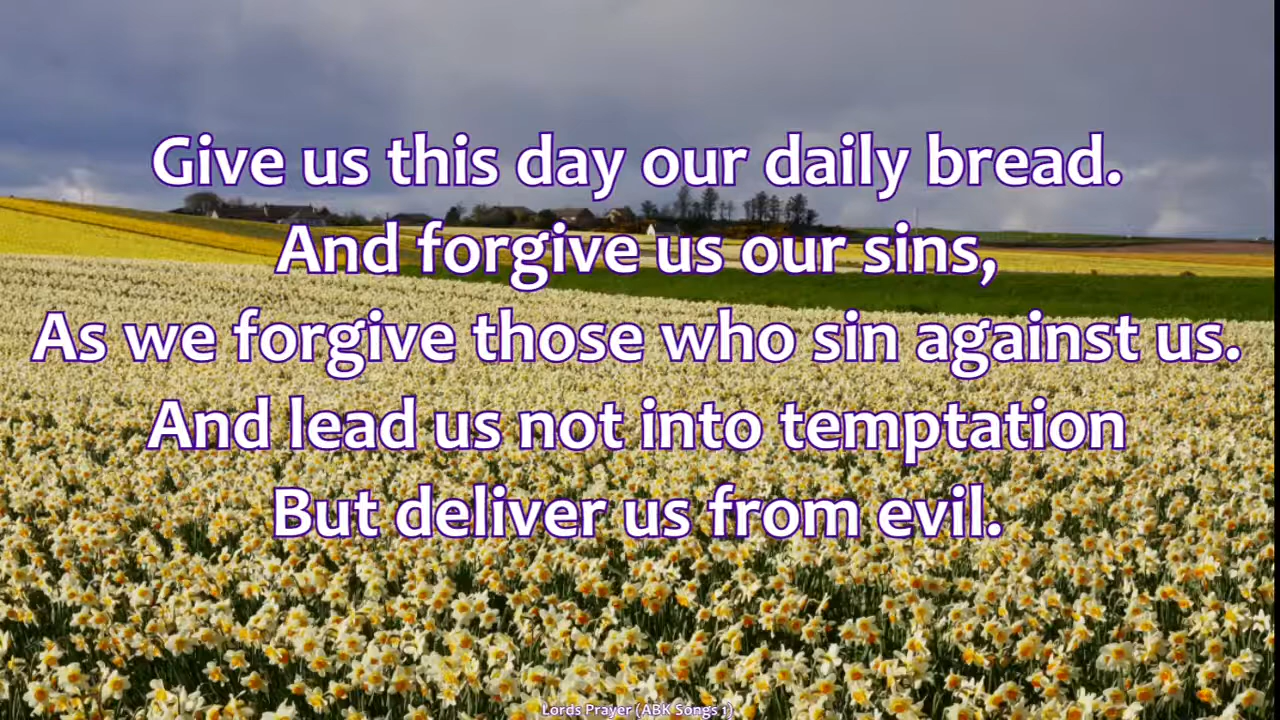 Give us this day our daily bread.
And forgive us our sins,
As we forgive those who sin against us.
And lead us not into temptation
But deliver us from evil.
Lords Prayer (ABK Songs 1)